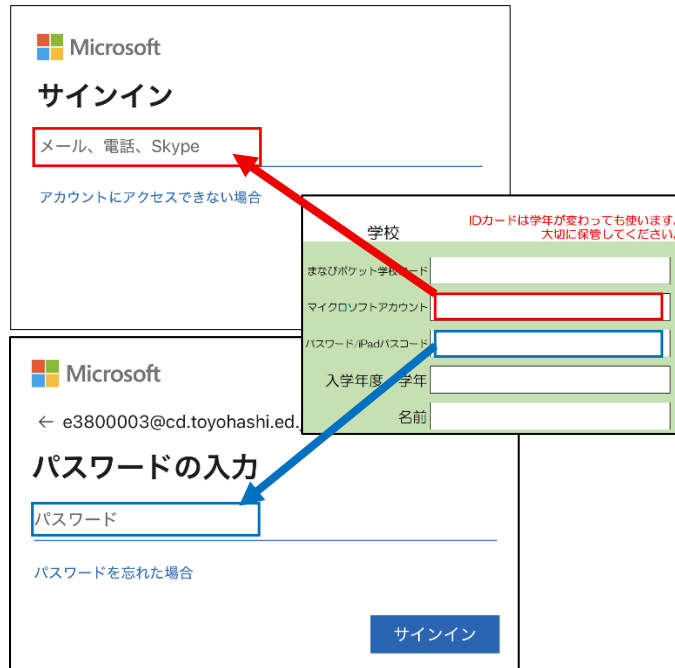 Microsoft
サインイン
メール、電話、Skype
アカウントにアクセスできない場合
学校
IDカードは学年が変わっても使います。
大切に保管してください。
まなびポケット学校コード
マイクロソフトアカウント
パスワード/iPadパスコード
入学年度 学年
名前
Microsoft
← e3800003@cd.toyohashi.ed.
パスワードの入力
パスワード
パスワードを忘れた場合
サインイン